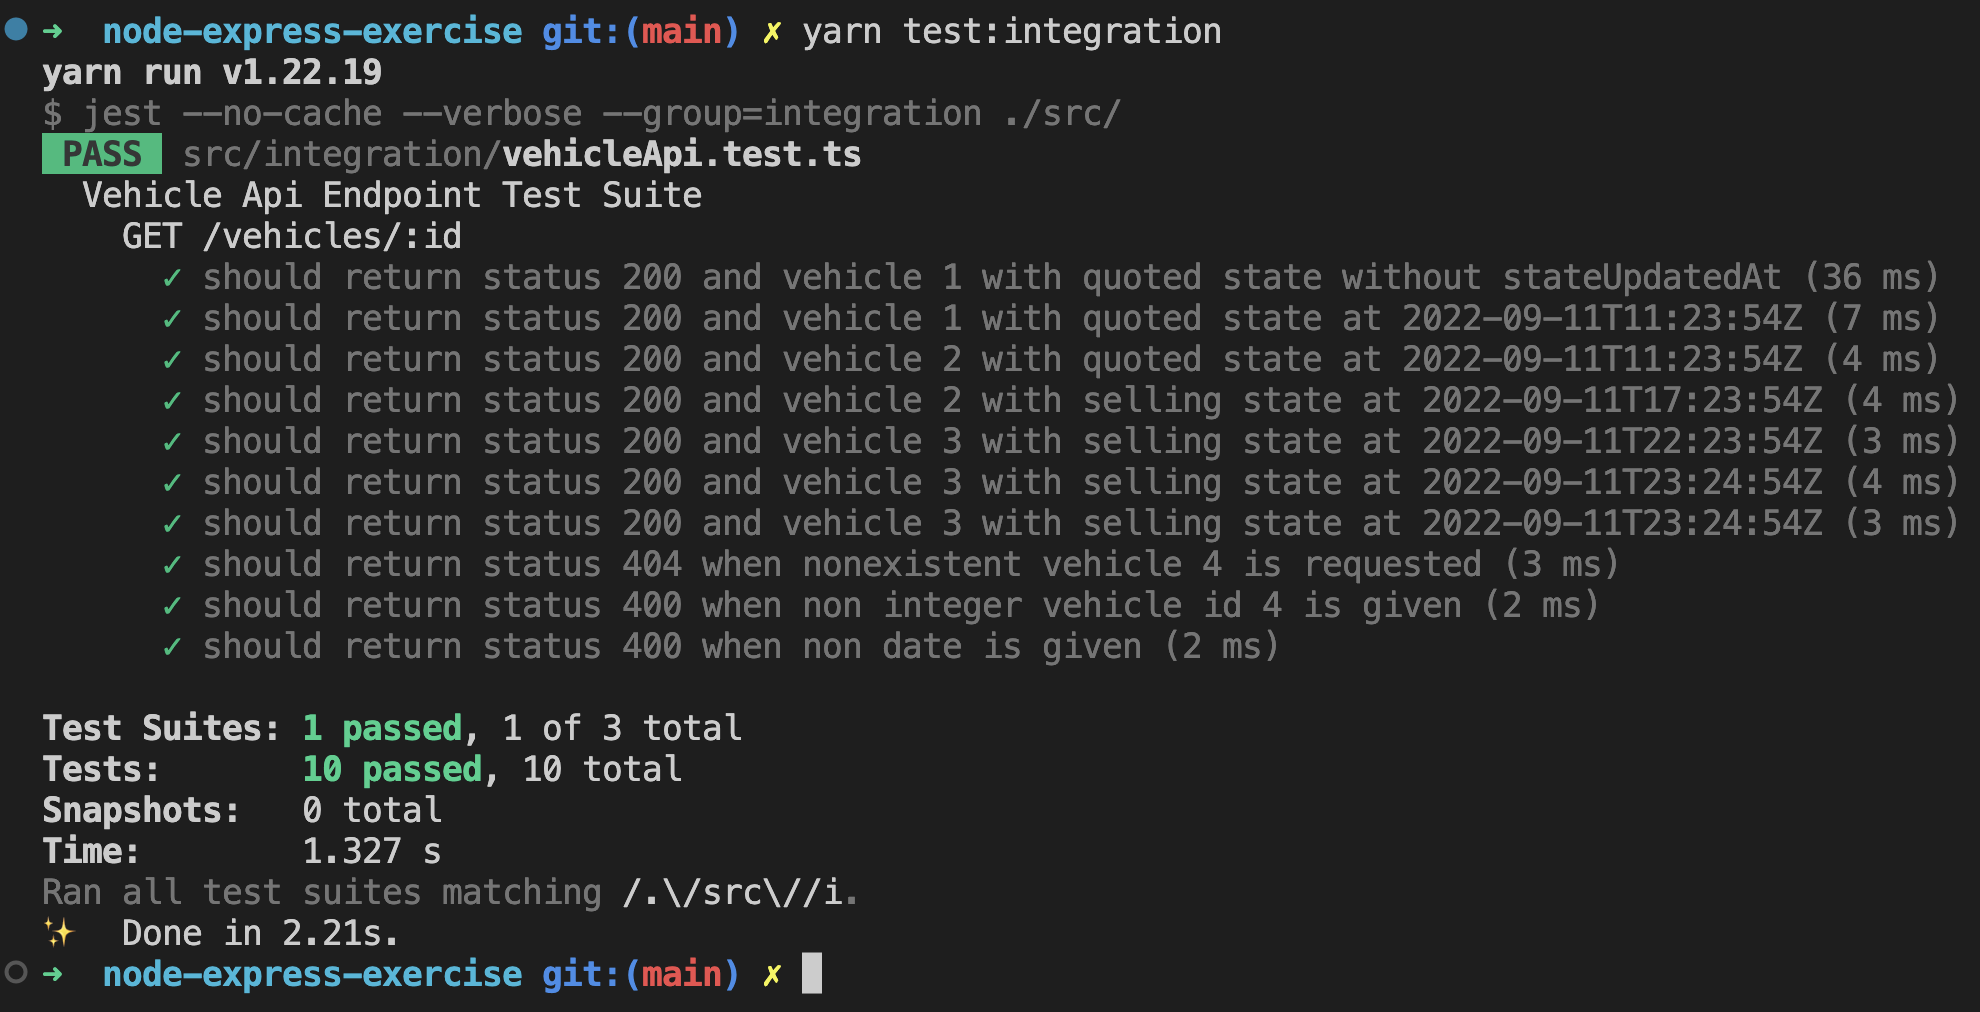 ➜  node-express-exercise git:(main) ✗ yarn test:integration
yarn run v1.22.19
$ jest --no-cache --verbose --group=integration ./src/
PASS src/integration/vehicleApi.test.ts
Vehicle Api Endpoint Test Suite
GET /vehicles/:id
✓ should return status 200 and vehicle 1 with quoted state without stateUpdatedAt (36 ms)
✓ should return status 200 and vehicle 1 with quoted state at 2022-09-11T11:23:54Z (7 ms)
✓ should return status 200 and vehicle 2 with quoted state at 2022-09-11T11:23:54Z (4 ms)
✓ should return status 200 and vehicle 2 with selling state at 2022-09-11T17:23:54Z (4 ms)
✓ should return status 200 and vehicle 3 with selling state at 2022-09-11T22:23:54Z (3 ms)
✓ should return status 200 and vehicle 3 with selling state at 2022-09-11T23:24:54Z (4 ms)
✓ should return status 200 and vehicle 3 with selling state at 2022-09-11T23:24:54Z (3 ms)
✓ should return status 404 when nonexistent vehicle 4 is requested (3 ms)
✓ should return status 400 when non integer vehicle id 4 is given (2 ms)
✓ should return status 400 when non date is given (2 ms)
Test Suites: 1 passed, 1 of 3 total
Tests:       10 passed, 10 total
Snapshots:   0 total
Time:        1.327 s
Ran all test suites matching /.\/src\//i.
✨  Done in 2.21s.
➜  node-express-exercise git:(main) ✗